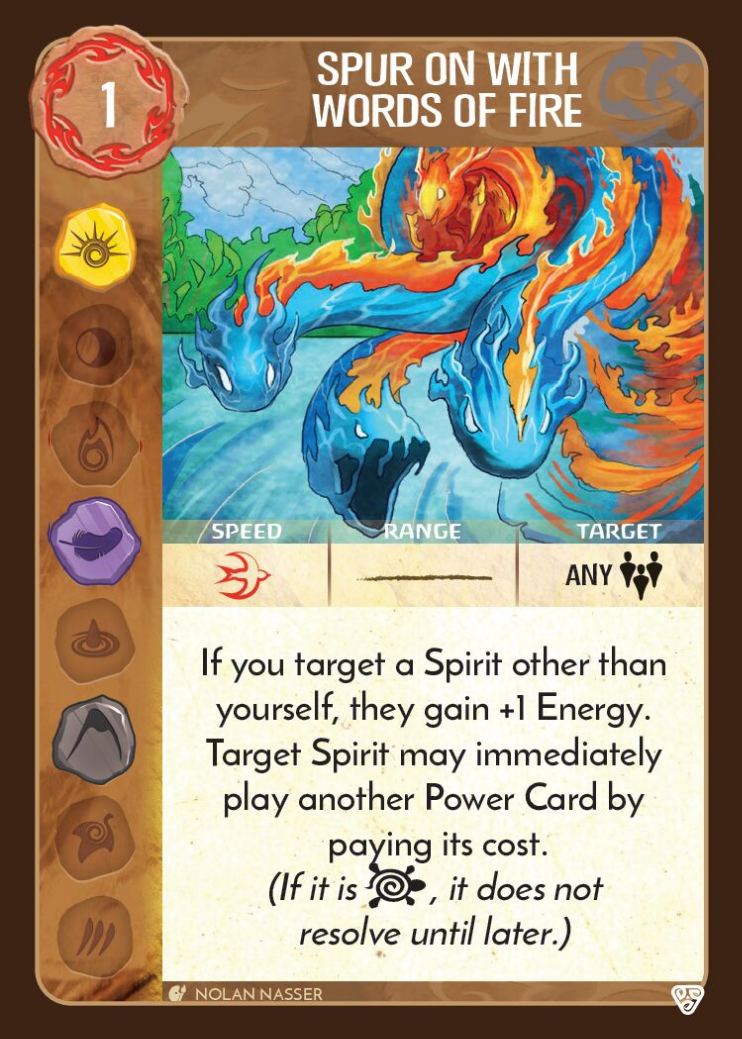 1
SPUR ON WITH
WORDS OF FIRE
SPEED
RANGE
TARGET
ANY
If you target a Spirit other than
yourself, they gain +1 Energy.
Target Spirit may immediately
play another Power Card by
paying its cost.
(If it is , it does not
resolve until later.)
NOLAN NASSER